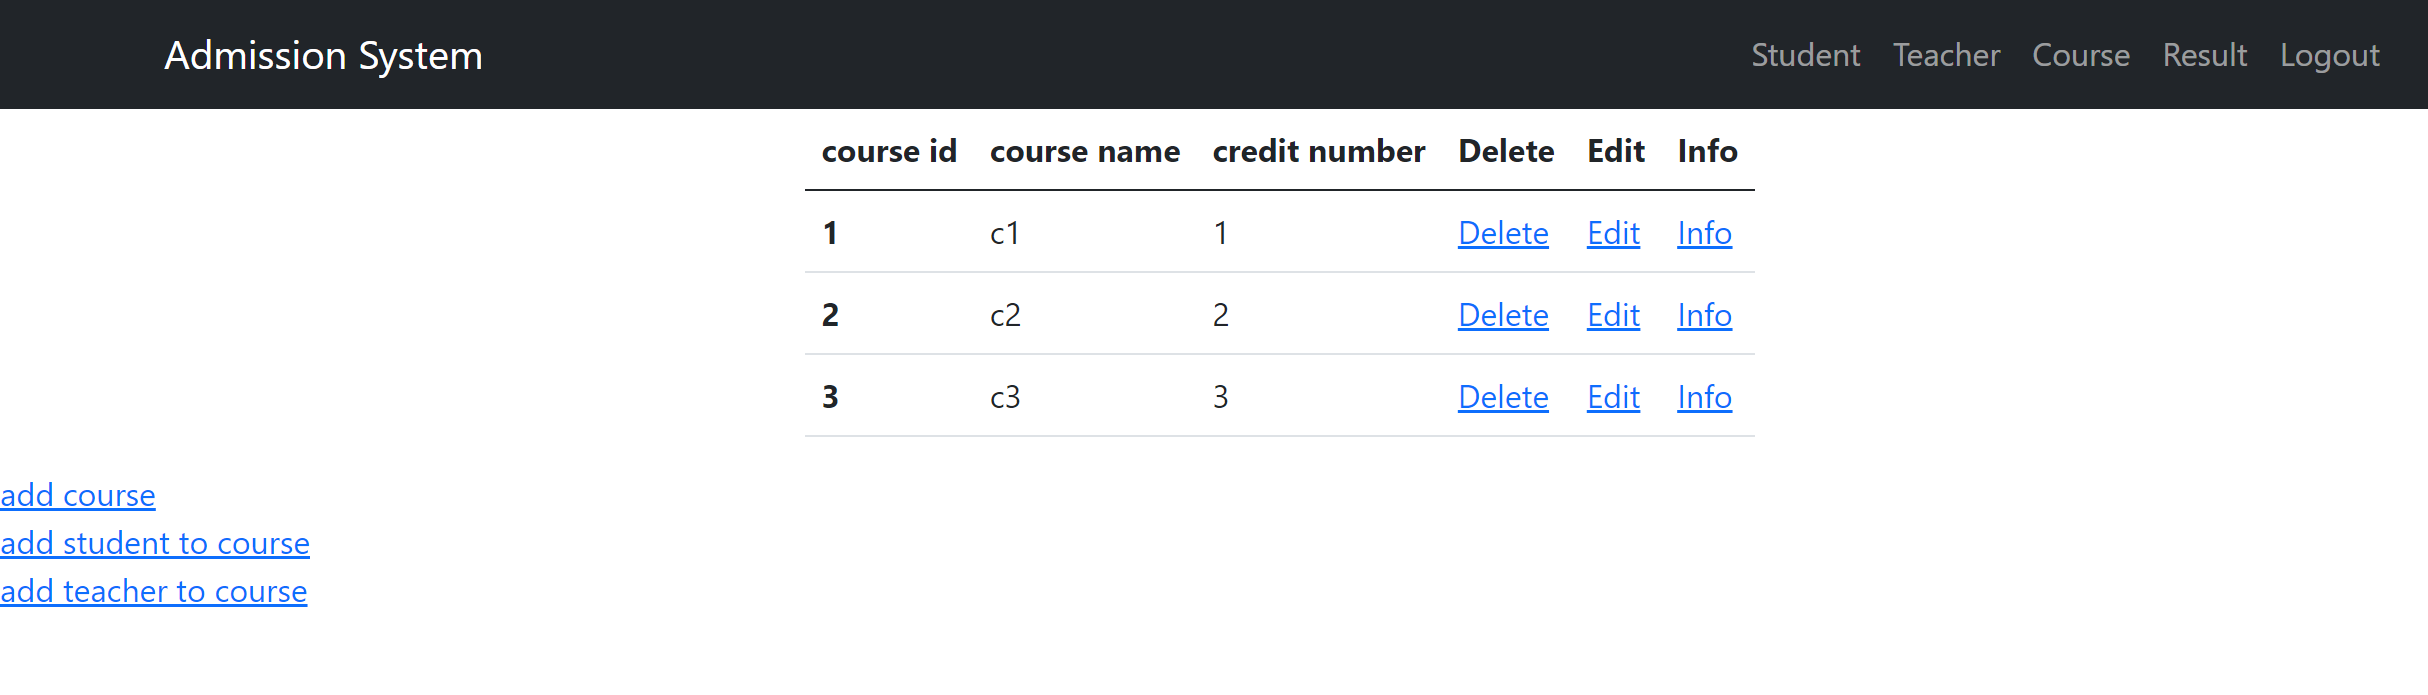 Admission System Student Teacher Course Result Logout
course id course name credit number Delete Edit Info
1 c1 1 Delete Edit Info
2 c2 2 Delete Edit Info
3 c3 3 Delete Edit Info
add course
add student to course
add teacher to course